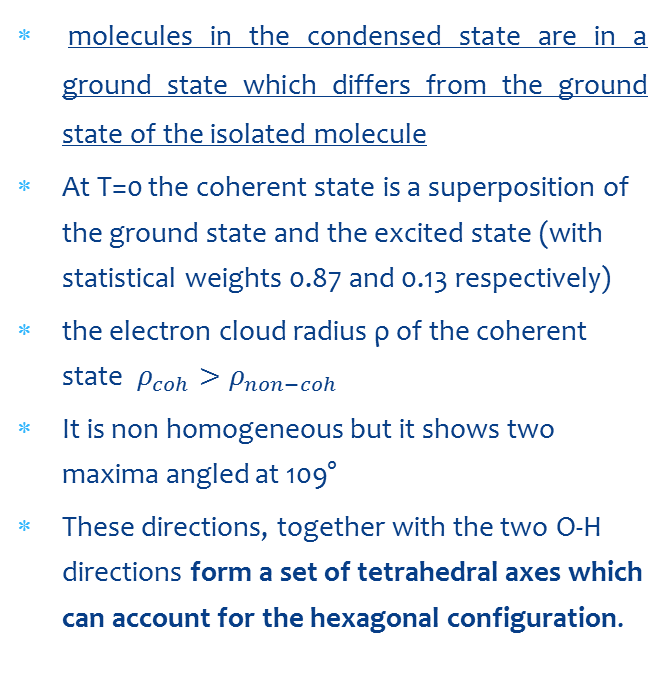 * molecules in the condensed state are in a
ground state which differs from the ground
state of the isolated molecule
* At T=0 the coherent state is a superposition of
the ground state and the excited state (with
statistical weights 0.87 and 0.13 respectively)
* the electron cloud radius ρ of the coherent
state ρ_coh > ρ_non−coh
* It is non homogeneous but it shows two
maxima angled at 109°
* These directions, together with the two O-H
directions form a set of tetrahedral axes which
can account for the hexagonal configuration.